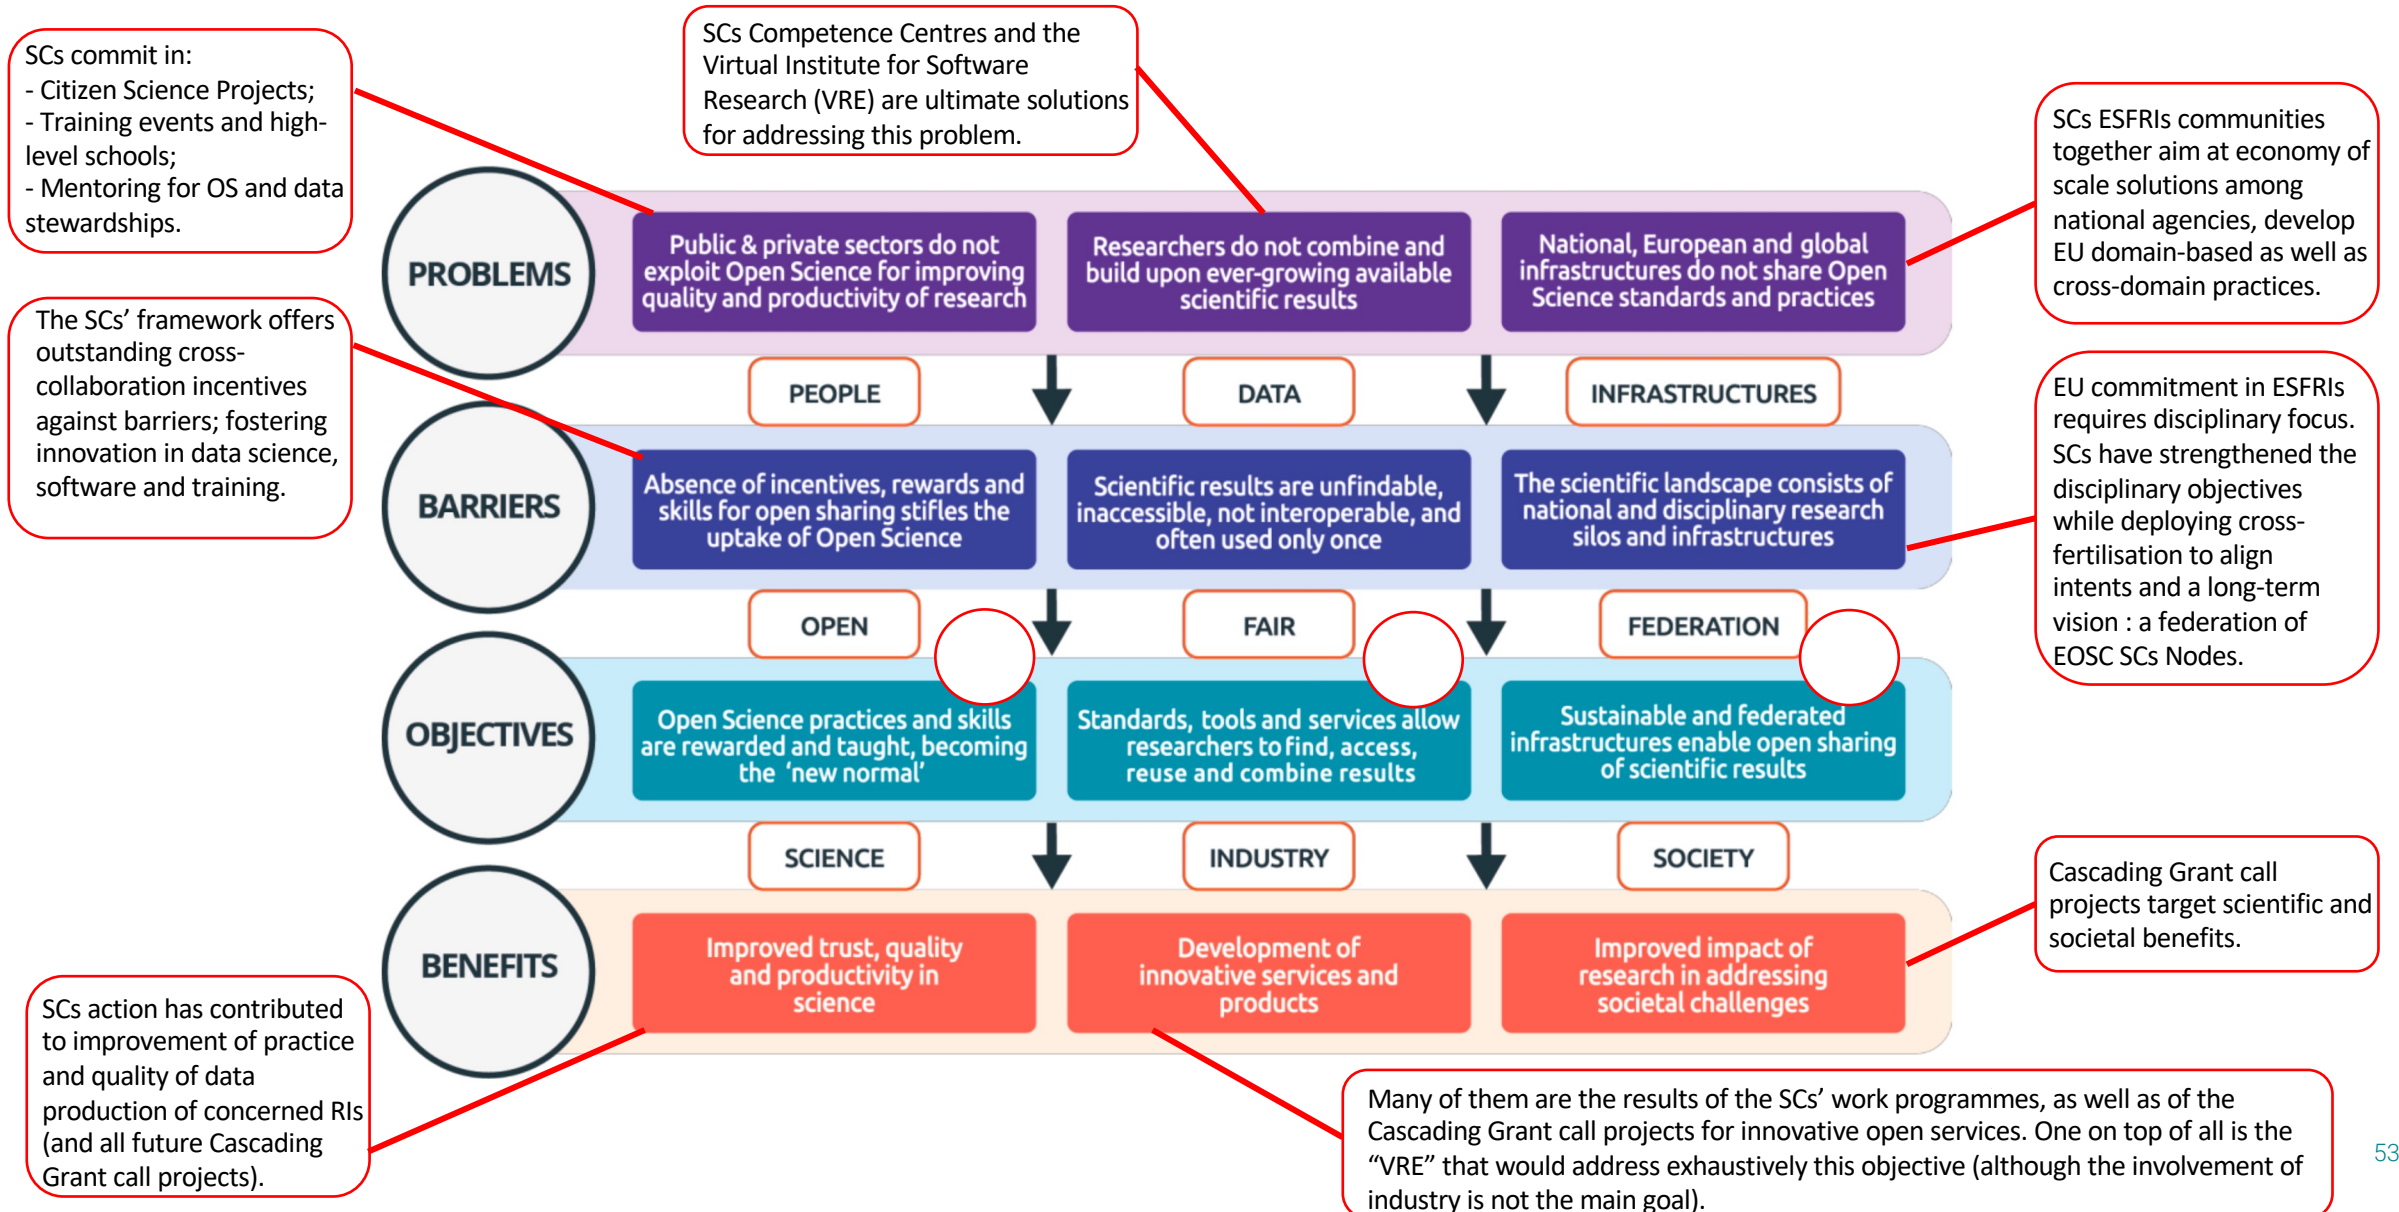 SCs commit in:
- Citizen Science Projects;
- Training events and high-
level schools;
- Mentoring for OS and data
stewardships.
SCs Competence Centres and the
Virtual Institute for Software
Research (VRE) are ultimate solutions
for addressing this problem.
SCs ESFRIs communities
together aim at economy of
scale solutions among
national agencies, develop
EU domain-based as well as
cross-domain practices.
PROBLEMS
Public & private sectors do not
exploit Open Science for improving
quality and productivity of research
Researchers do not combine and
build upon ever-growing available
scientific results
National, European and global
infrastructures do not share Open
Science standards and practices
The SCs’ framework offers
outstanding cross-
collaboration incentives
against barriers; fostering
innovation in data science,
software and training.
PEOPLE
DATA
INFRASTRUCTURES
EU commitment in ESFRIs
requires disciplinary focus.
SCs have strengthened the
disciplinary objectives
while deploying cross-
fertilisation to align
intents and a long-term
vision : a federation of
EOSC SCs Nodes.
BARRIERS
Absence of incentives, rewards and
skills for open sharing stifles the
uptake of Open Science
Scientific results are unfindable,
inaccessible, not interoperable, and
often used only once
The scientific landscape consists of
national and disciplinary research
silos and infrastructures
OPEN
FAIR
FEDERATION
OBJECTIVES
Open Science practices and skills
are rewarded and taught, becoming
the ‘new normal’
Standards, tools and services allow
researchers to find, access,
reuse and combine results
Sustainable and federated
infrastructures enable open sharing
of scientific results
SCIENCE
INDUSTRY
SOCIETY
Cascading Grant call
projects target scientific and
societal benefits.
BENEFITS
Improved trust, quality
and productivity in
science
Development of
innovative services and
products
Improved impact of
research in addressing
societal challenges
SCs action has contributed
to improvement of practice
and quality of data
production of concerned RIs
(and all future Cascading
Grant call projects).
Many of them are the results of the SCs’ work programmes, as well as of the
Cascading Grant call projects for innovative open services. One on top of all is the
“VRE” that would address exhaustively this objective (although the involvement of
industry is not the main goal).
53